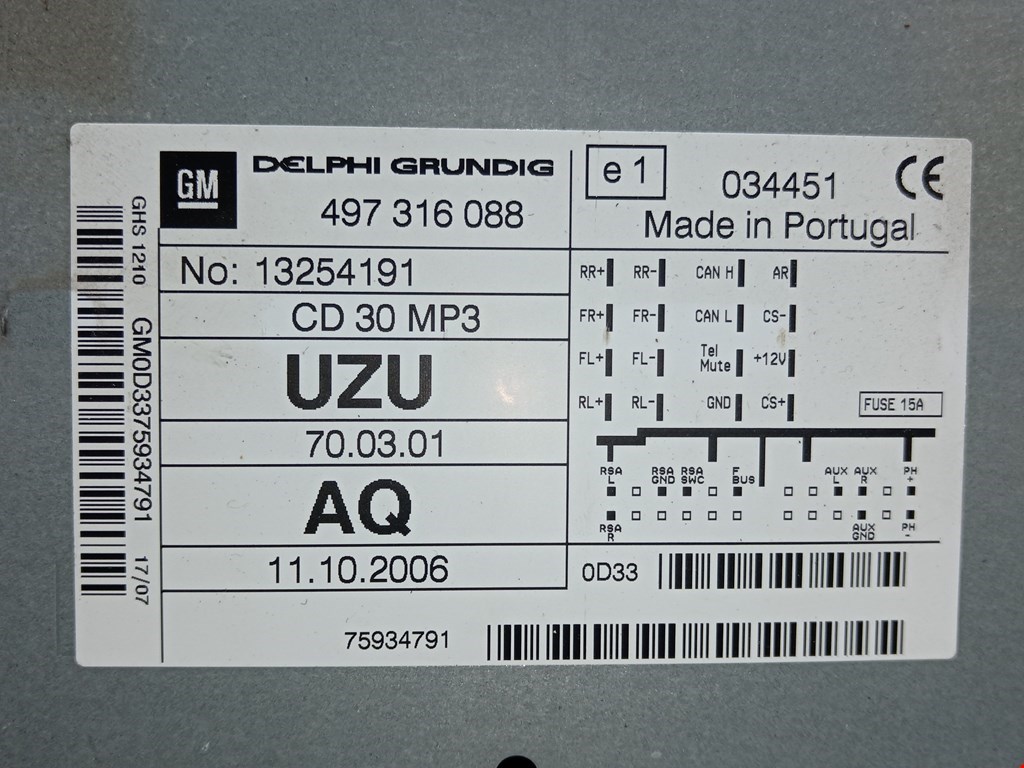 GM
DELPHI GRUNDIG
497 316 088
e1
034451
CE
Made in Portugal
No: 13254191
CD 30 MP3
UZU
70.03.01
AQ
11.10.2006
RR+ RR- CAN H AR
FR+ FR- CAN L CS-
FL+ FL- Tel Mute +12V
RL+ RL- GND CS+
FUSE 15A
RSA L RSA GND RSA SWC F BUS AUX L AUX R PH +
RSA R AUX GND PH -
0D33
75934791
GHS 1210 GM0D3375934791 17/07